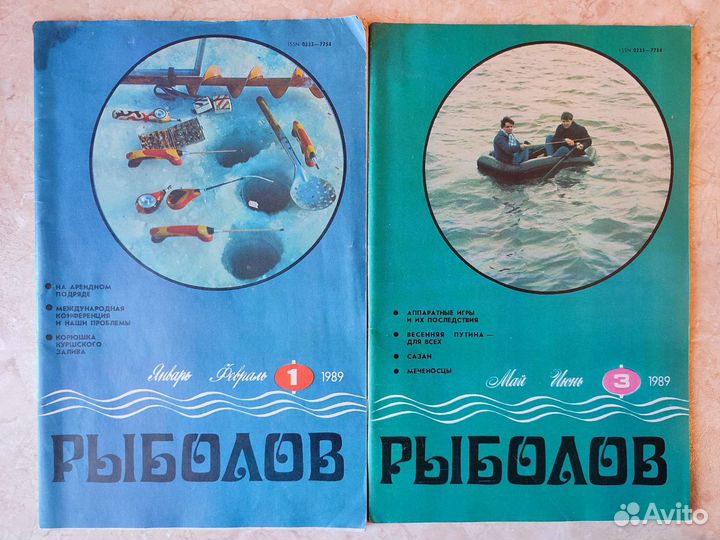 ISSN 0233—7754
НА АРЕНДНОМ
ПОДРЯДЕ
МЕЖДУНАРОДНАЯ
КОНФЕРЕНЦИЯ
И НАШИ ПРОБЛЕМЫ
КОРЮШКА
КУРШСКОГО
ЗАЛИВА
Январь Февраль 1 1989
РЫБОЛОВ
ISSN 0233—7754
АППАРАТНЫЕ ИГРЫ
И ИХ ПОСЛЕДСТВИЯ
ВЕСЕННЯЯ ПУТИНА —
ДЛЯ ВСЕХ
САЗАН
МЕЧЕНОСЦЫ
Май Июнь 3 1989
РЫБОЛОВ
Avito